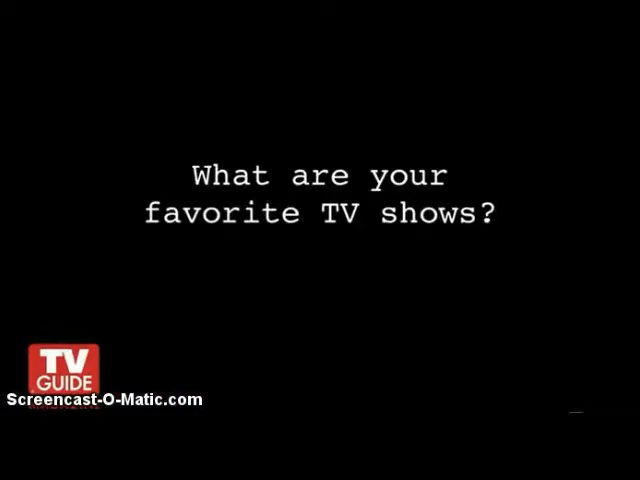 What are your
favorite TV shows?
TV
GUIDE
Screencast-O-Matic.com